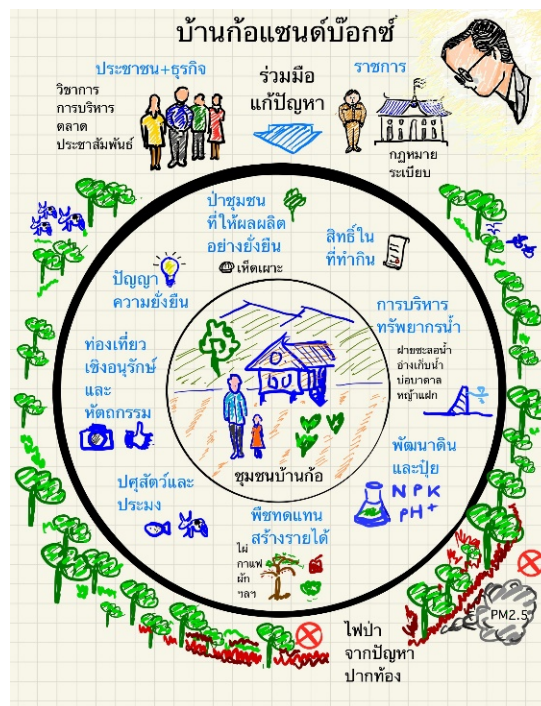 บ้านก้อแซนด์บ๊อกซ์
ประชาชน+ธุรกิจ
วิชาการ
การบริหาร
ตลาด
ประชาสัมพันธ์
ร่วมมือ
แก้ปัญหา
ราชการ
กฎหมาย
ระเบียบ
ป่าชุมชน
ที่ให้ผลผลิต
อย่างยั่งยืน
เห็ดเผาะ
สิทธิ์ใน
ที่ทำกิน
ปัญญา
ความยั่งยืน
การบริหาร
ทรัพยากรน้ำ
ฝายชะลอน้ำ
อ่างเก็บน้ำ
บ่อบาดาล
หญ้าแฝก
ท่องเที่ยว
เชิงอนุรักษ์
และ
หัตถกรรม
พัฒนาดิน
และปุ๋ย
NPK
PH+
ชุมชนบ้านก้อ
ปศุสัตว์และ
ประมง
พืชทดแทน
สร้างรายได้
ไผ่
กาแฟ
ผัก
ฯลฯ
PM2.5
ไฟป่า
จากปัญหา
ปากท้อง